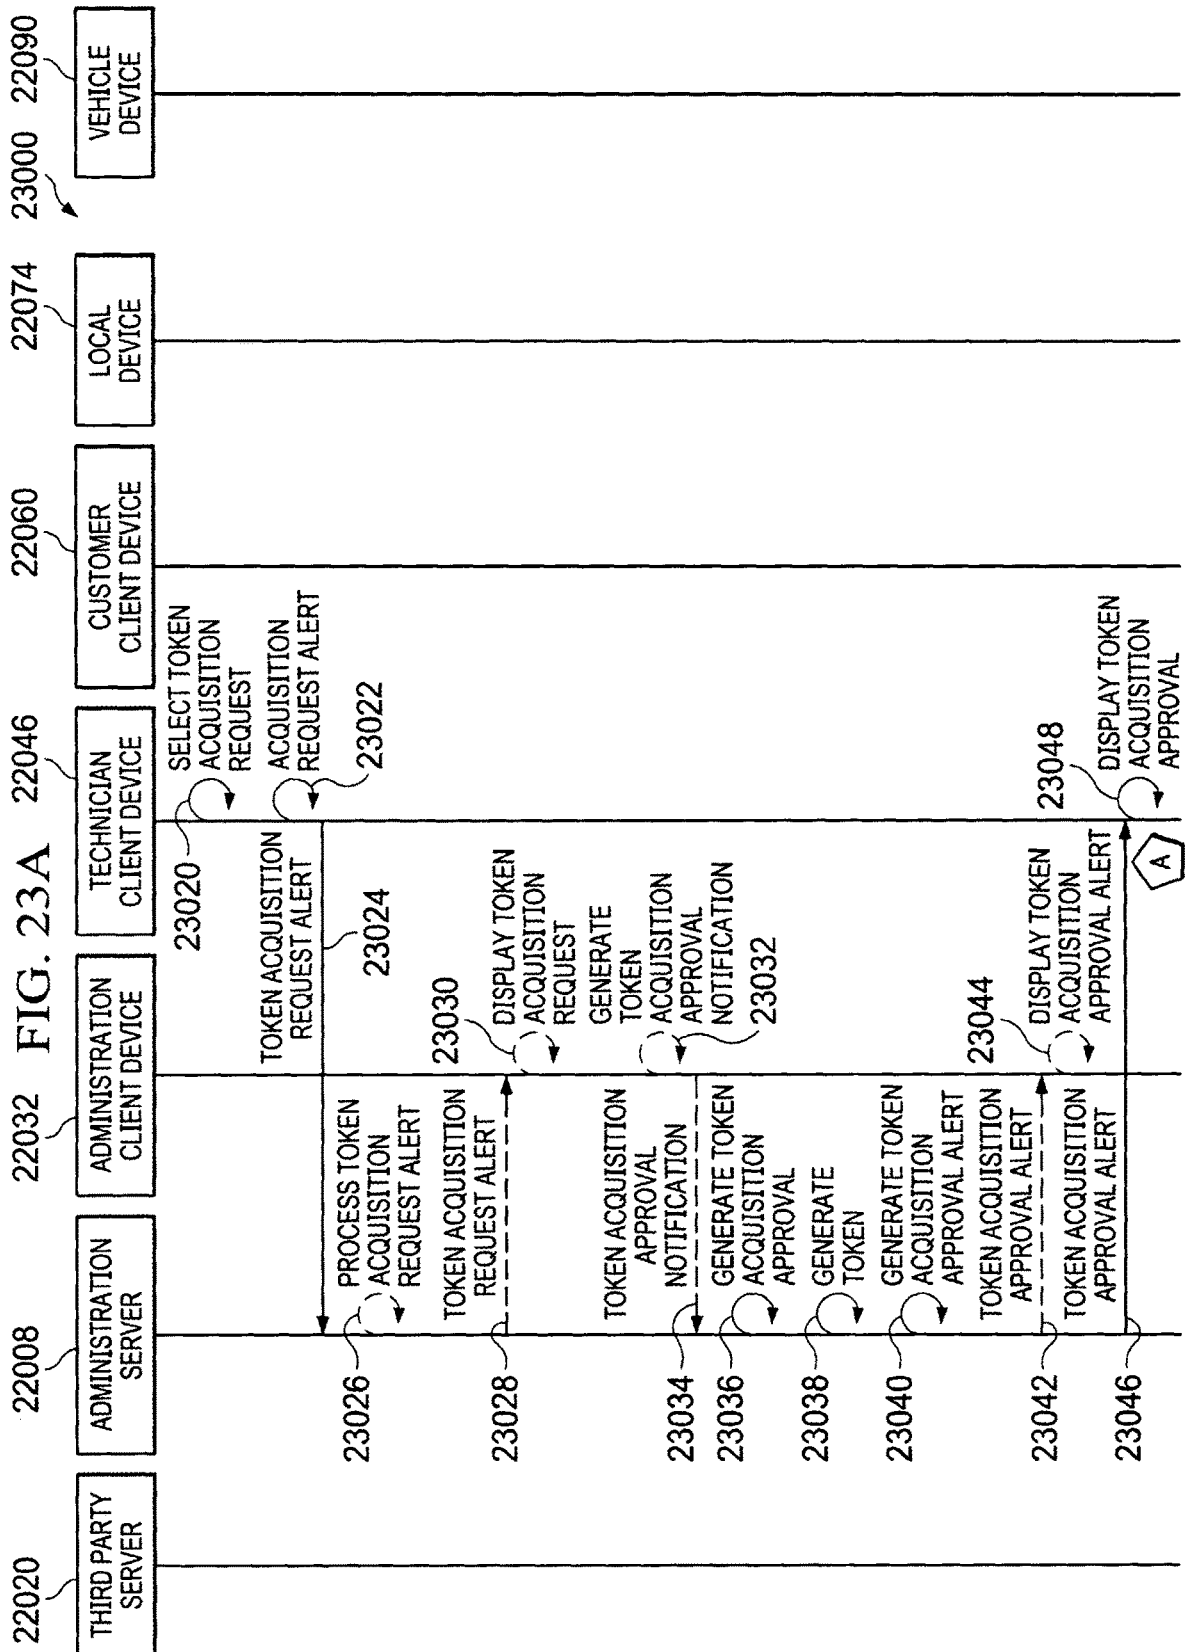 FIG. 23A
23000
22020
THIRD PARTY
SERVER
22008
ADMINISTRATION
SERVER
22032
ADMINISTRATION
CLIENT DEVICE
22046
TECHNICIAN
CLIENT DEVICE
22060
CUSTOMER
CLIENT DEVICE
22074
LOCAL
DEVICE
22090
VEHICLE
DEVICE
23020
SELECT TOKEN
ACQUISITION
REQUEST
ACQUISITION
REQUEST ALERT
23022
TOKEN ACQUISITION
REQUEST ALERT
23024
23026
PROCESS TOKEN
ACQUISITION
REQUEST ALERT
23028
TOKEN ACQUISITION
REQUEST ALERT
23030
DISPLAY TOKEN
ACQUISITION
REQUEST
GENERATE
TOKEN
ACQUISITION
APPROVAL
NOTIFICATION
23032
TOKEN ACQUISITION
APPROVAL
NOTIFICATION
23034
23036
GENERATE TOKEN
ACQUISITION
APPROVAL
23038
GENERATE
TOKEN
23040
GENERATE TOKEN
ACQUISITION
APPROVAL ALERT
23042
TOKEN ACQUISITION
APPROVAL ALERT
23044
DISPLAY TOKEN
ACQUISITION
APPROVAL ALERT
23046
TOKEN ACQUISITION
APPROVAL ALERT
23048
DISPLAY TOKEN
ACQUISITION
APPROVAL
A